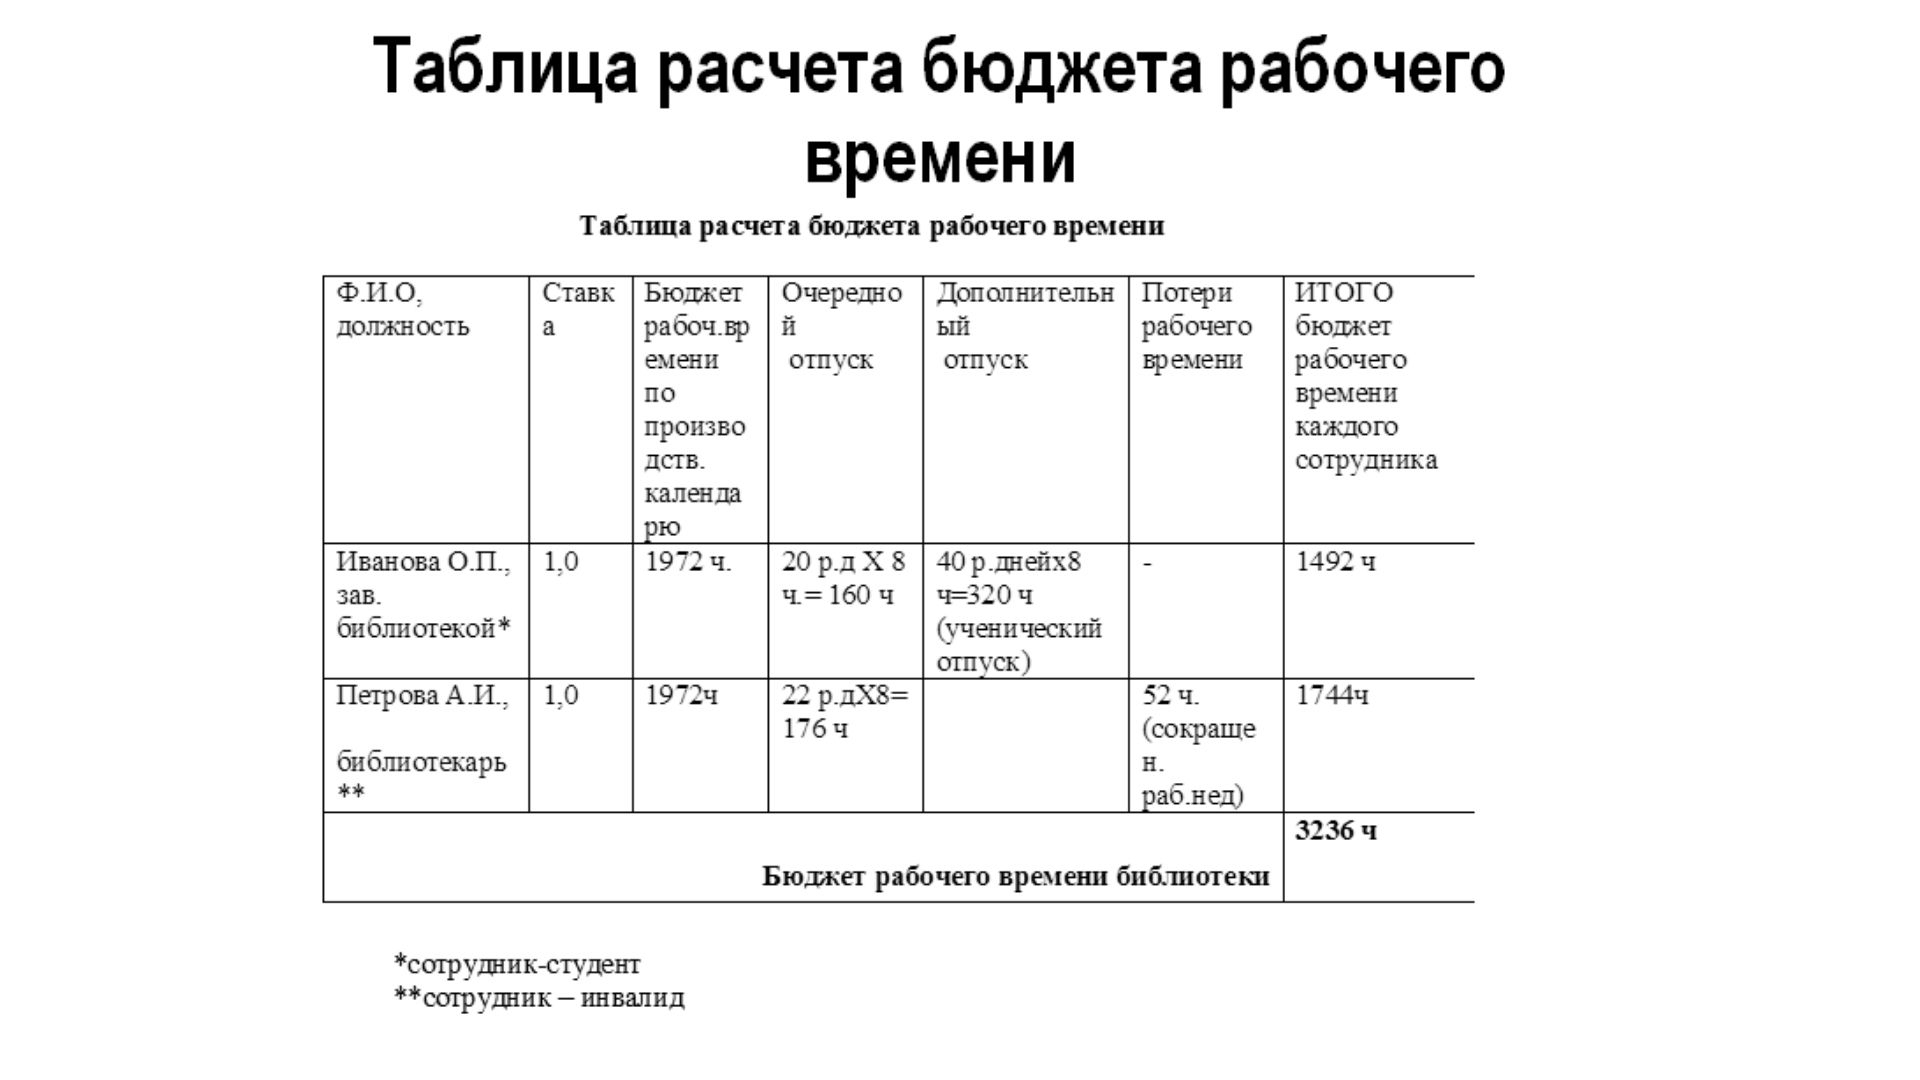 Таблица расчета бюджета рабочего
времени
Таблица расчета бюджета рабочего времени
Ф.И.О,
должность
Ставк
а
Бюджет
рабоч.вр
емени
по
произво
дств.
календа
рю
Очередно
й
отпуск
Дополнительн
ый
отпуск
Потери
рабочего
времени
ИТОГО
бюджет
рабочего
времени
каждого
сотрудника
Иванова О.П.,
зав.
библиотекой*
1,0
1972 ч.
20 р.д Х 8
ч.= 160 ч
40 р.днейх8
ч=320 ч
(ученический
отпуск)
-
1492 ч
Петрова А.И.,
библиотекарь
**
1,0
1972ч
22 р.дХ8=
176 ч
52 ч.
(сокраще
н.
раб.нед)
1744ч
Бюджет рабочего времени библиотеки
3236 ч
*сотрудник-студент
**сотрудник – инвалид